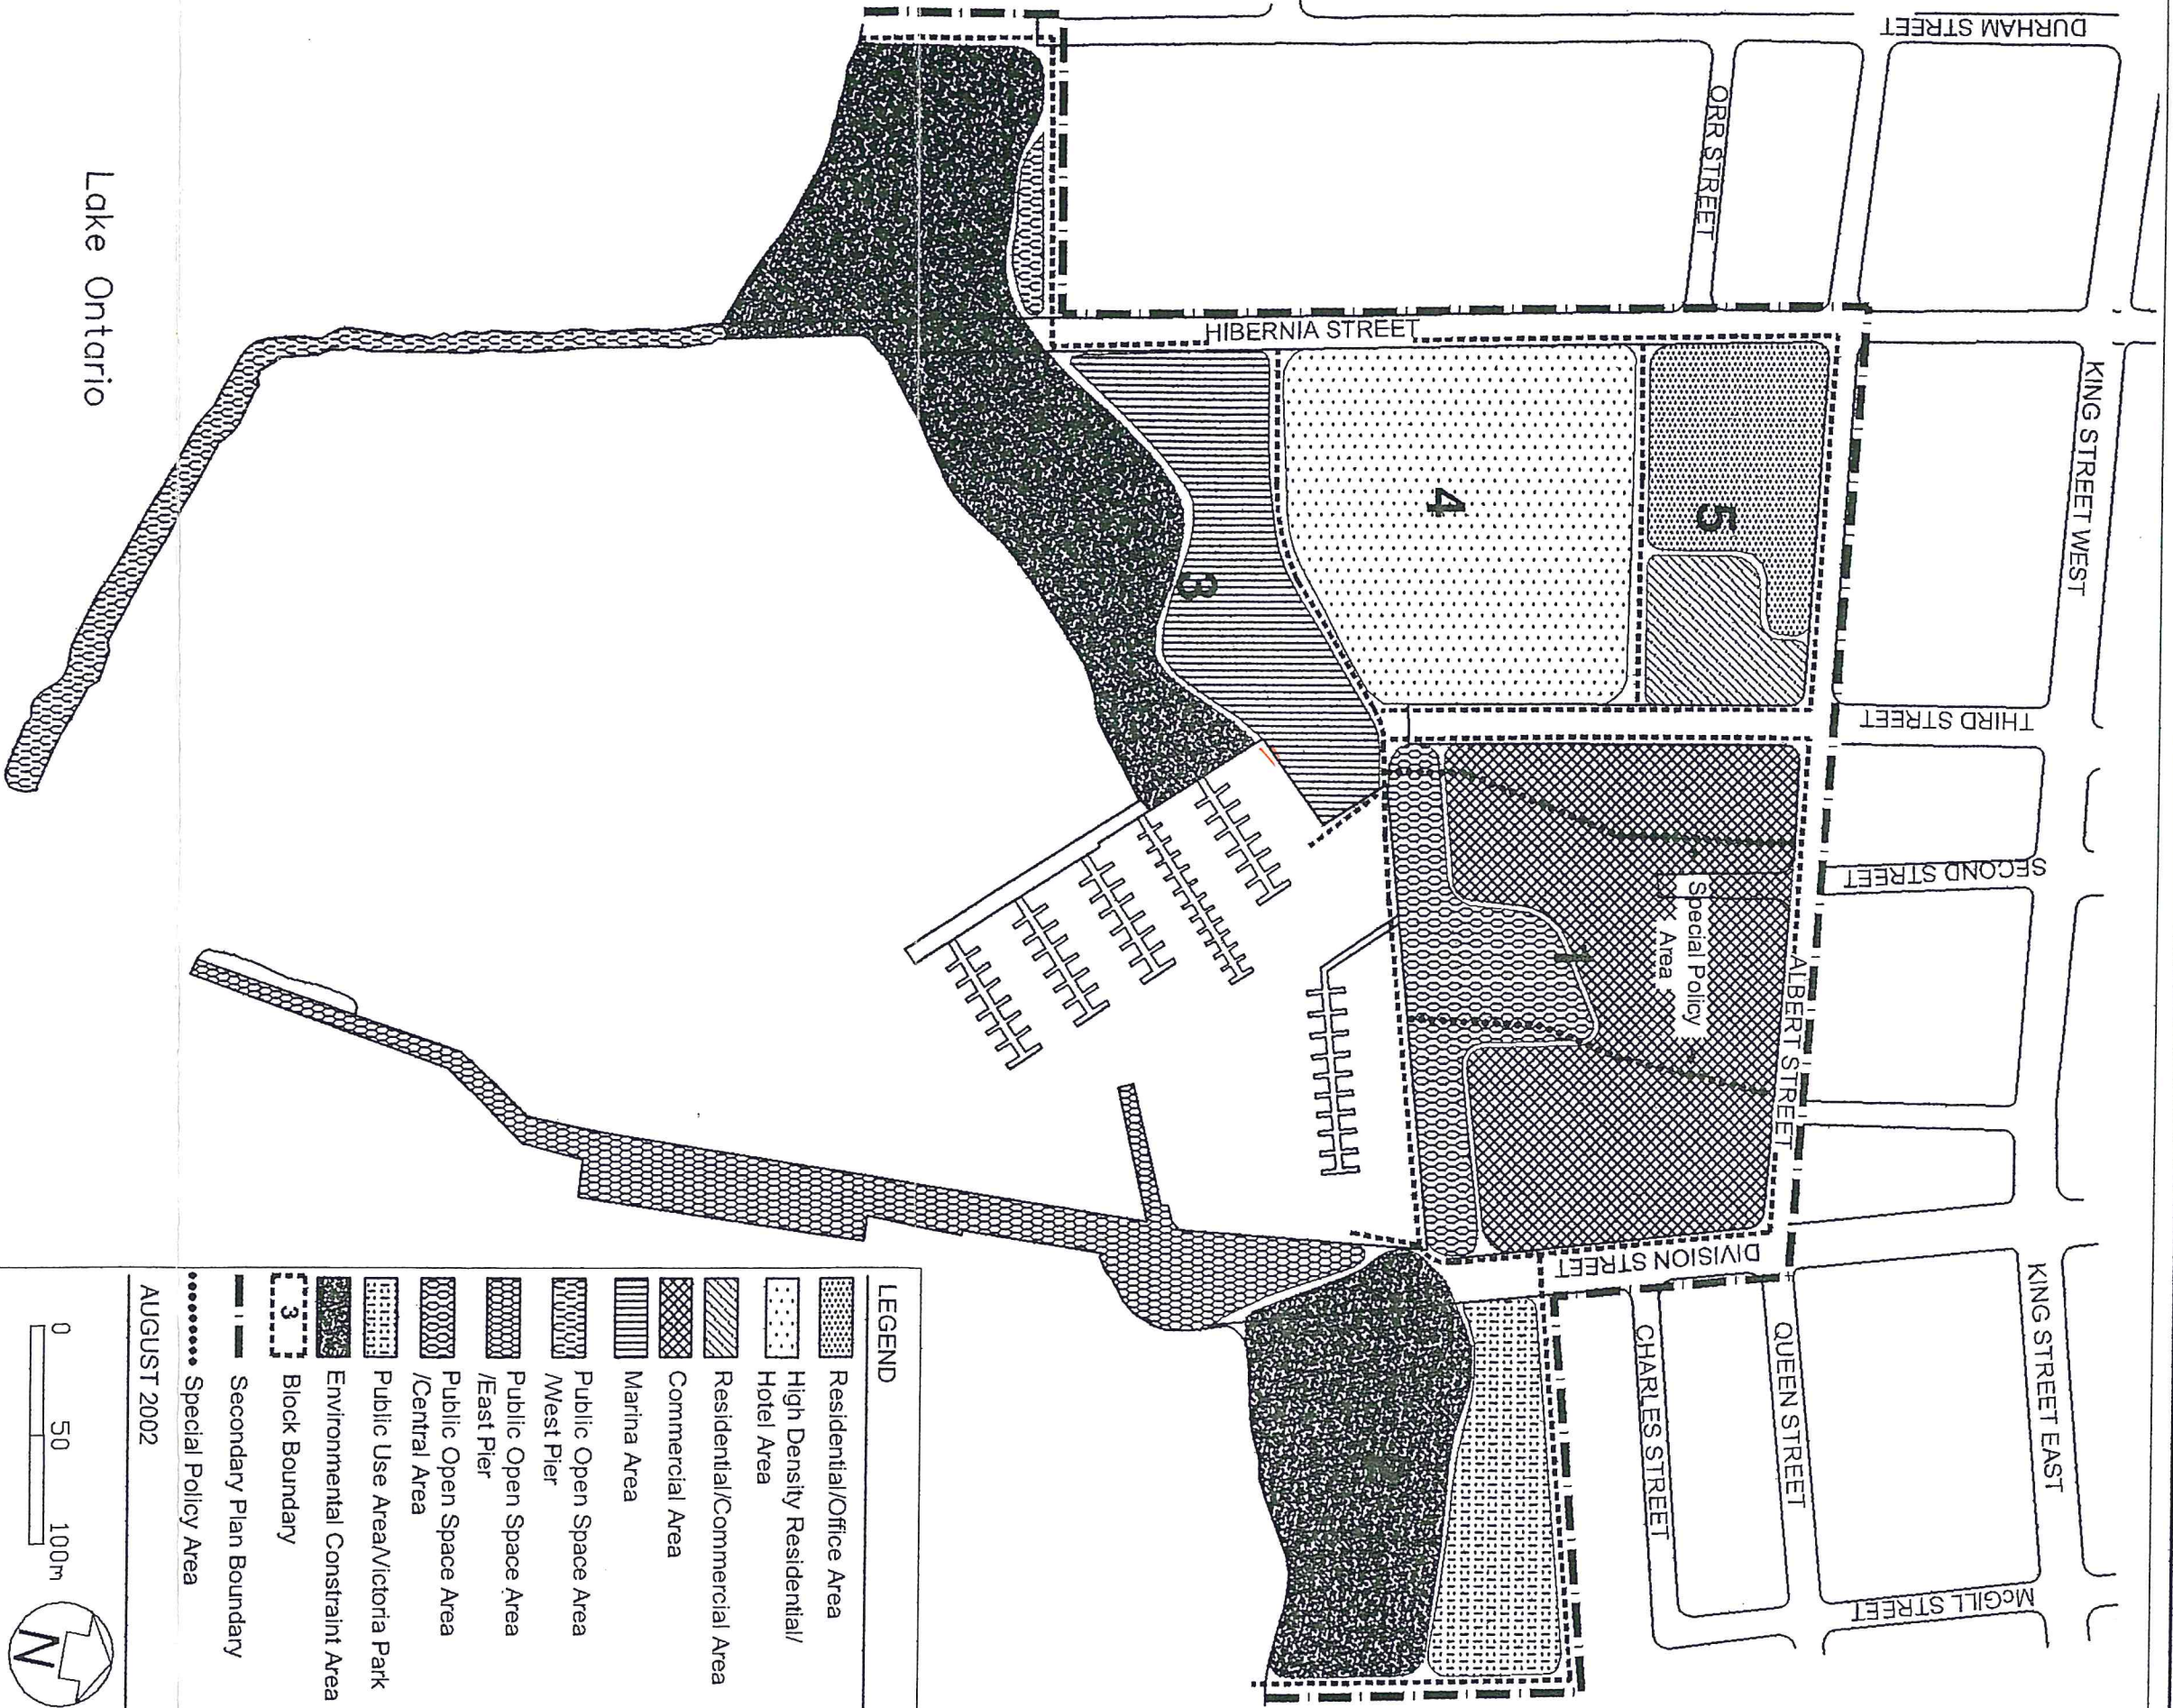 DURHAM STREET
ORR STREET
HIBERNIA STREET
KING STREET WEST
THIRD STREET
SECOND STREET
ALBERT STREET
DIVISION STREET
KING STREET EAST
QUEEN STREET
CHARLES STREET
McGILL STREET
5
4
3
1
Special Policy
Area
Lake Ontario
LEGEND
Residential/Office Area
High Density Residential/
Hotel Area
Residential/Commercial Area
Commercial Area
Marina Area
Public Open Space Area
/West Pier
Public Open Space Area
/East Pier
Public Open Space Area
/Central Area
Public Use Area/Victoria Park
Environmental Constraint Area
3
Block Boundary
Secondary Plan Boundary
Special Policy Area
AUGUST 2002
0 50 100m
N